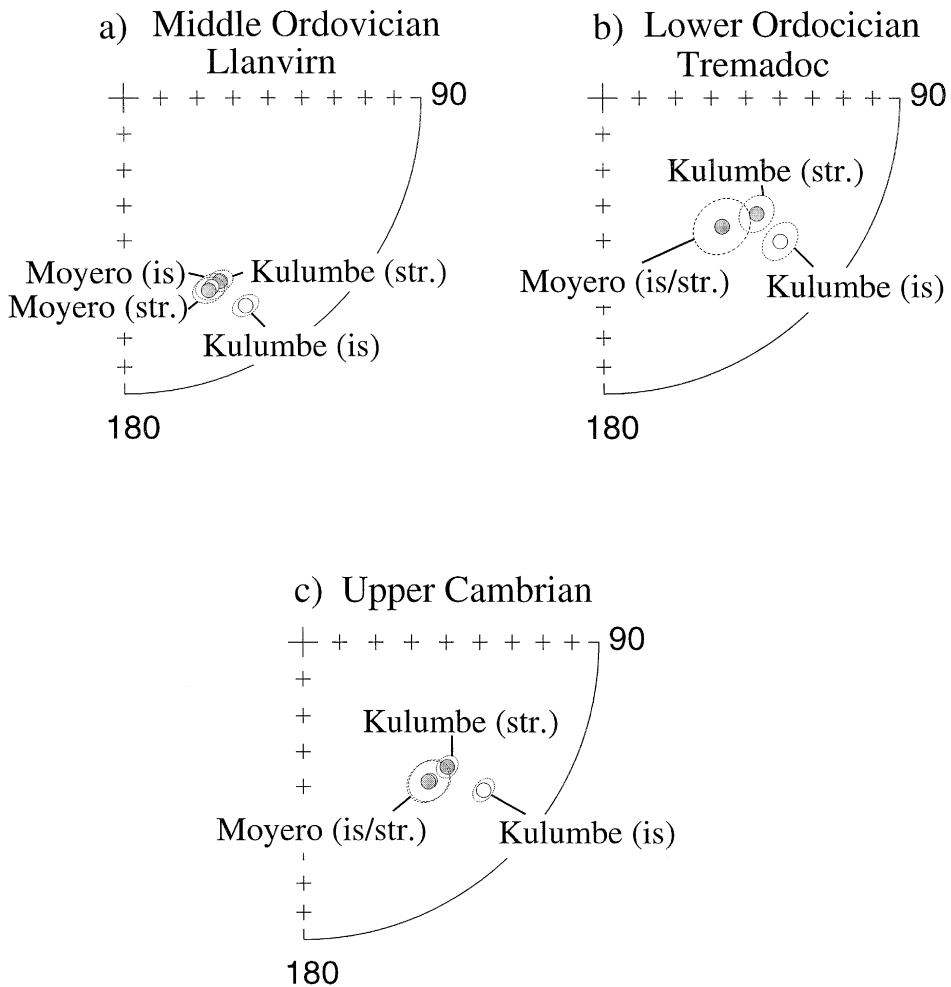 a) Middle Ordovician
Llanvirn
90
Moyero (is)
Kulumbe (str.)
Moyero (str.)
Kulumbe (is)
180
b) Lower Ordocician
Tremadoc
90
Kulumbe (str.)
Moyero (is/str.)
Kulumbe (is)
180
c) Upper Cambrian
90
Kulumbe (str.)
Moyero (is/str.)
Kulumbe (is)
180